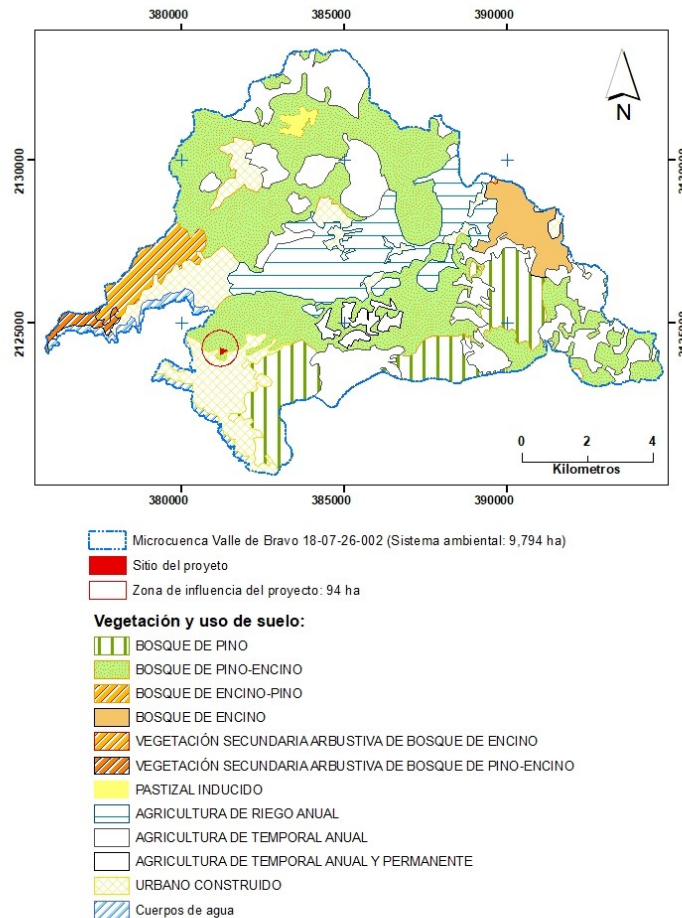 380000 385000 390000
N
2130000 2130000
2125000 2125000
0 2 4
Kilometros
380000 385000 390000
Microcuenca Valle de Bravo 18-07-26-002 (Sistema ambiental: 9,794 ha)
Sitio del proyeto
Zona de influencia del proyecto: 94 ha
Vegetación y uso de suelo:
BOSQUE DE PINO
BOSQUE DE PINO-ENCINO
BOSQUE DE ENCINO-PINO
BOSQUE DE ENCINO
VEGETACIÓN SECUNDARIA ARBUSTIVA DE BOSQUE DE ENCINO
VEGETACIÓN SECUNDARIA ARBUSTIVA DE BOSQUE DE PINO-ENCINO
PASTIZAL INDUCIDO
AGRICULTURA DE RIEGO ANUAL
AGRICULTURA DE TEMPORAL ANUAL
AGRICULTURA DE TEMPORAL ANUAL Y PERMANENTE
URBANO CONSTRUIDO
Cuerpos de agua